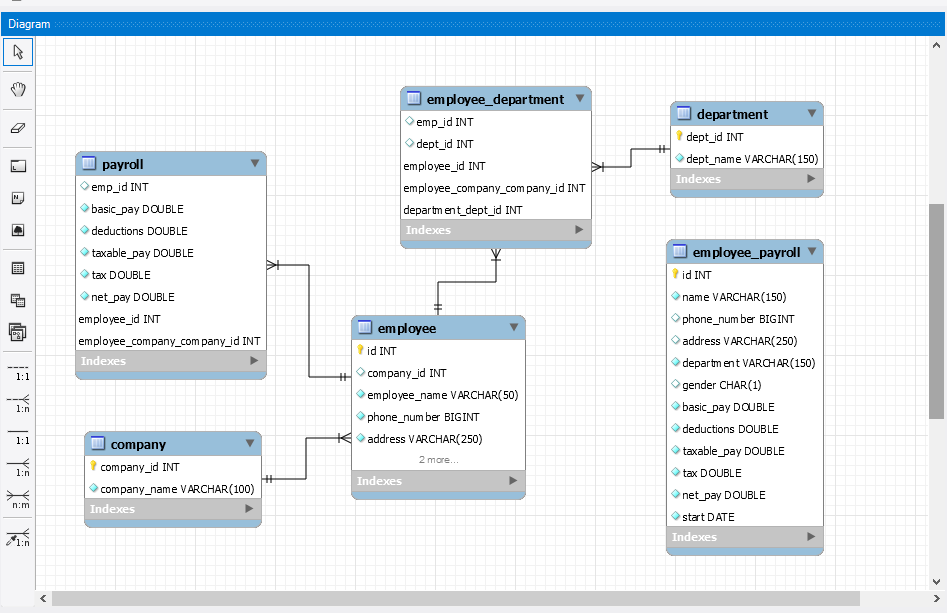 Diagram
employee_department
emp_id INT
dept_id INT
employee_id INT
employee_company_company_id INT
department_dept_id INT
Indexes
department
dept_id INT
dept_name VARCHAR(150)
Indexes
payroll
emp_id INT
basic_pay DOUBLE
deductions DOUBLE
taxable_pay DOUBLE
tax DOUBLE
net_pay DOUBLE
employee_id INT
employee_company_company_id INT
Indexes
employee_payroll
id INT
name VARCHAR(150)
phone_number BIGINT
address VARCHAR(250)
department VARCHAR(150)
gender CHAR(1)
basic_pay DOUBLE
deductions DOUBLE
taxable_pay DOUBLE
tax DOUBLE
net_pay DOUBLE
start DATE
Indexes
employee
id INT
company_id INT
employee_name VARCHAR(50)
phone_number BIGINT
address VARCHAR(250)
2 more...
Indexes
company
company_id INT
company_name VARCHAR(100)
Indexes
1:1
1:n
1:1
1:n
n:m
1:n